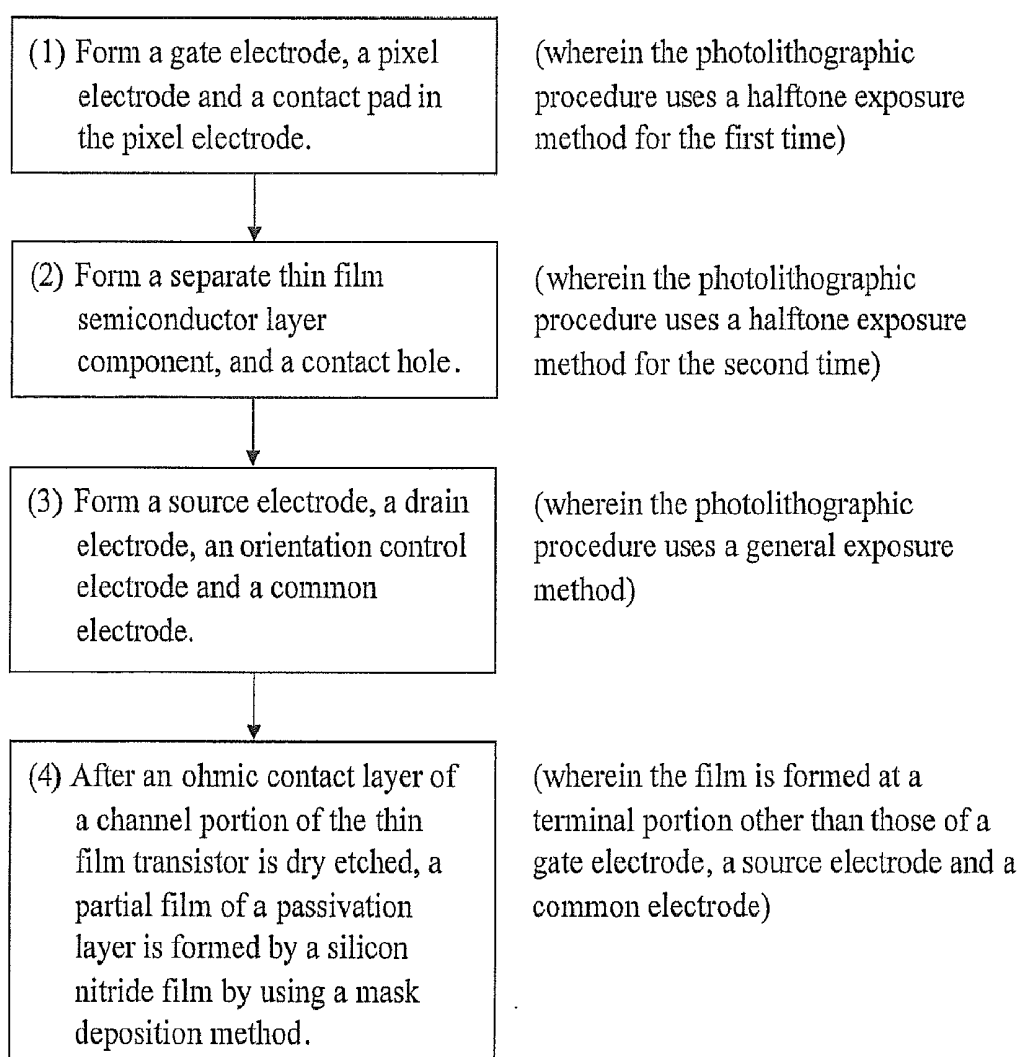 (1) Form a gate electrode, a pixel
electrode and a contact pad in
the pixel electrode.
(wherein the photolithographic
procedure uses a halftone exposure
method for the first time)
(2) Form a separate thin film
semiconductor layer
component, and a contact hole.
(wherein the photolithographic
procedure uses a halftone exposure
method for the second time)
(3) Form a source electrode, a drain
electrode, an orientation control
electrode and a common
electrode.
(wherein the photolithographic
procedure uses a general exposure
method)
(4) After an ohmic contact layer of
a channel portion of the thin
film transistor is dry etched, a
partial film of a passivation
layer is formed by a silicon
nitride film by using a mask
deposition method.
(wherein the film is formed at a
terminal portion other than those of a
gate electrode, a source electrode and a
common electrode)